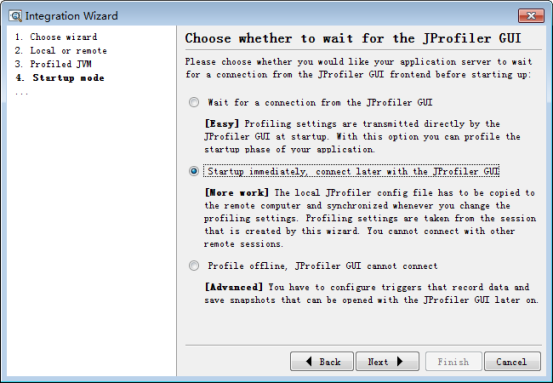 Integration Wizard
1. Choose wizard
2. Local or remote
3. Profiled JVM
4. Startup mode
...
Choose whether to wait for the JProfiler GUI
Please choose whether you would like your application server to wait
for a connection from the JProfiler GUI frontend before starting up:
Wait for a connection from the JProfiler GUI
[Easy] Profiling settings are transmitted directly by the
JProfiler GUI at startup. With this option you can profile the
startup phase of your application.
Startup immediately, connect later with the JProfiler GUI
[More work] The local JProfiler config file has to be copied to
the remote computer and synchronized whenever you change the
profiling settings. Profiling settings are taken from the session
that is created by this wizard. You cannot connect with other
remote sessions.
Profile offline, JProfiler GUI cannot connect
[Advanced] You have to configure triggers that record data and
save snapshots that can be opened with the JProfiler GUI later on.
Back Next Finish Cancel